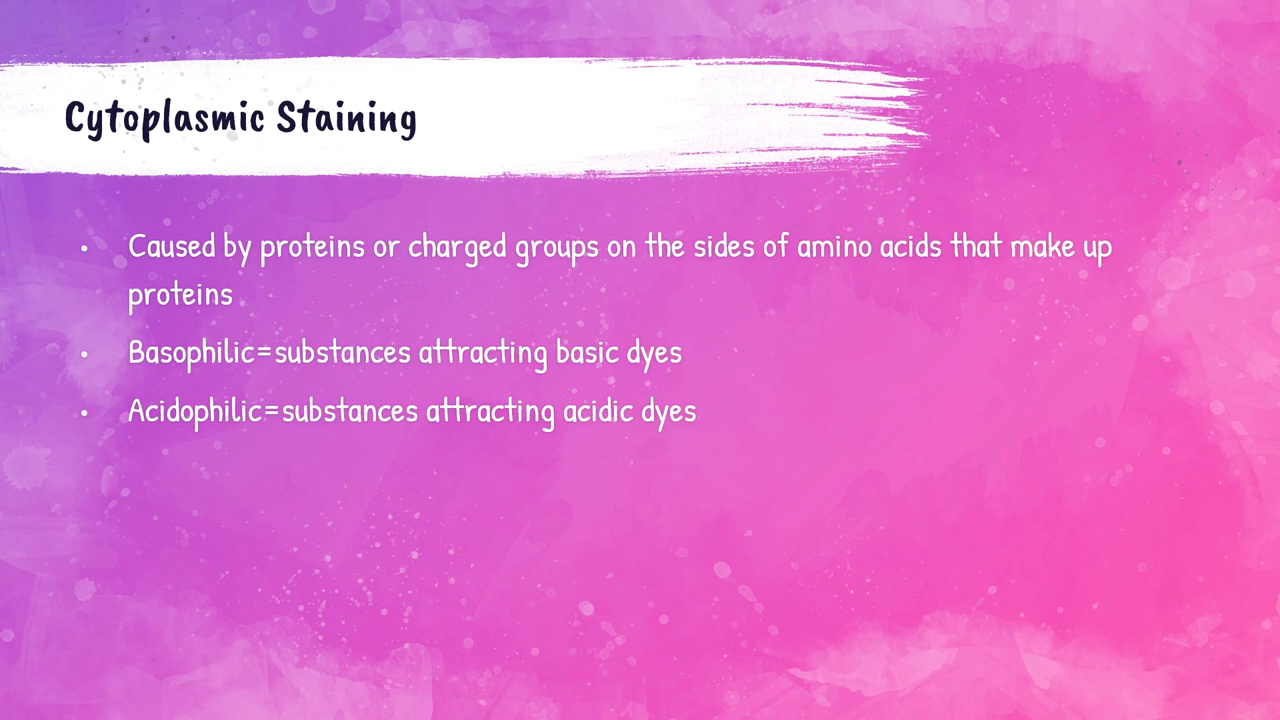 Cytoplasmic Staining
• Caused by proteins or charged groups on the sides of amino acids that make up
proteins
• Basophilic=substances attracting basic dyes
• Acidophilic=substances attracting acidic dyes